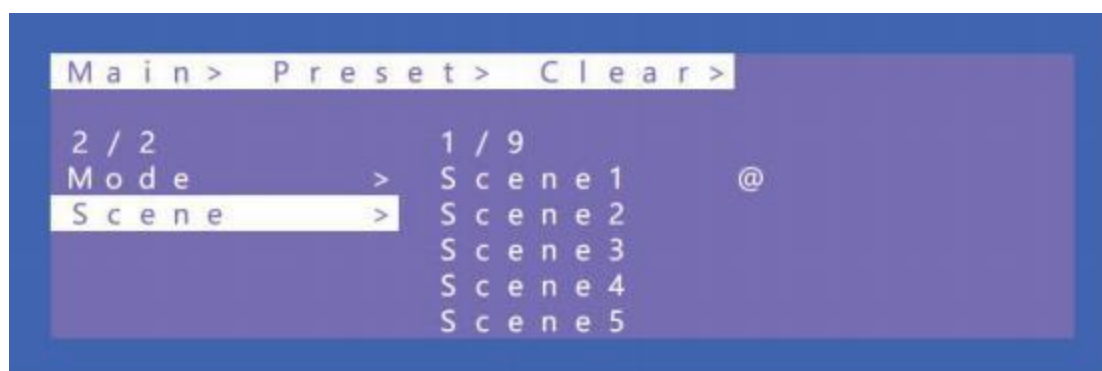 Main> Preset> Clear>
2/2 1/9
Mode > Scene1 @
Scene > Scene2
Scene3
Scene4
Scene5